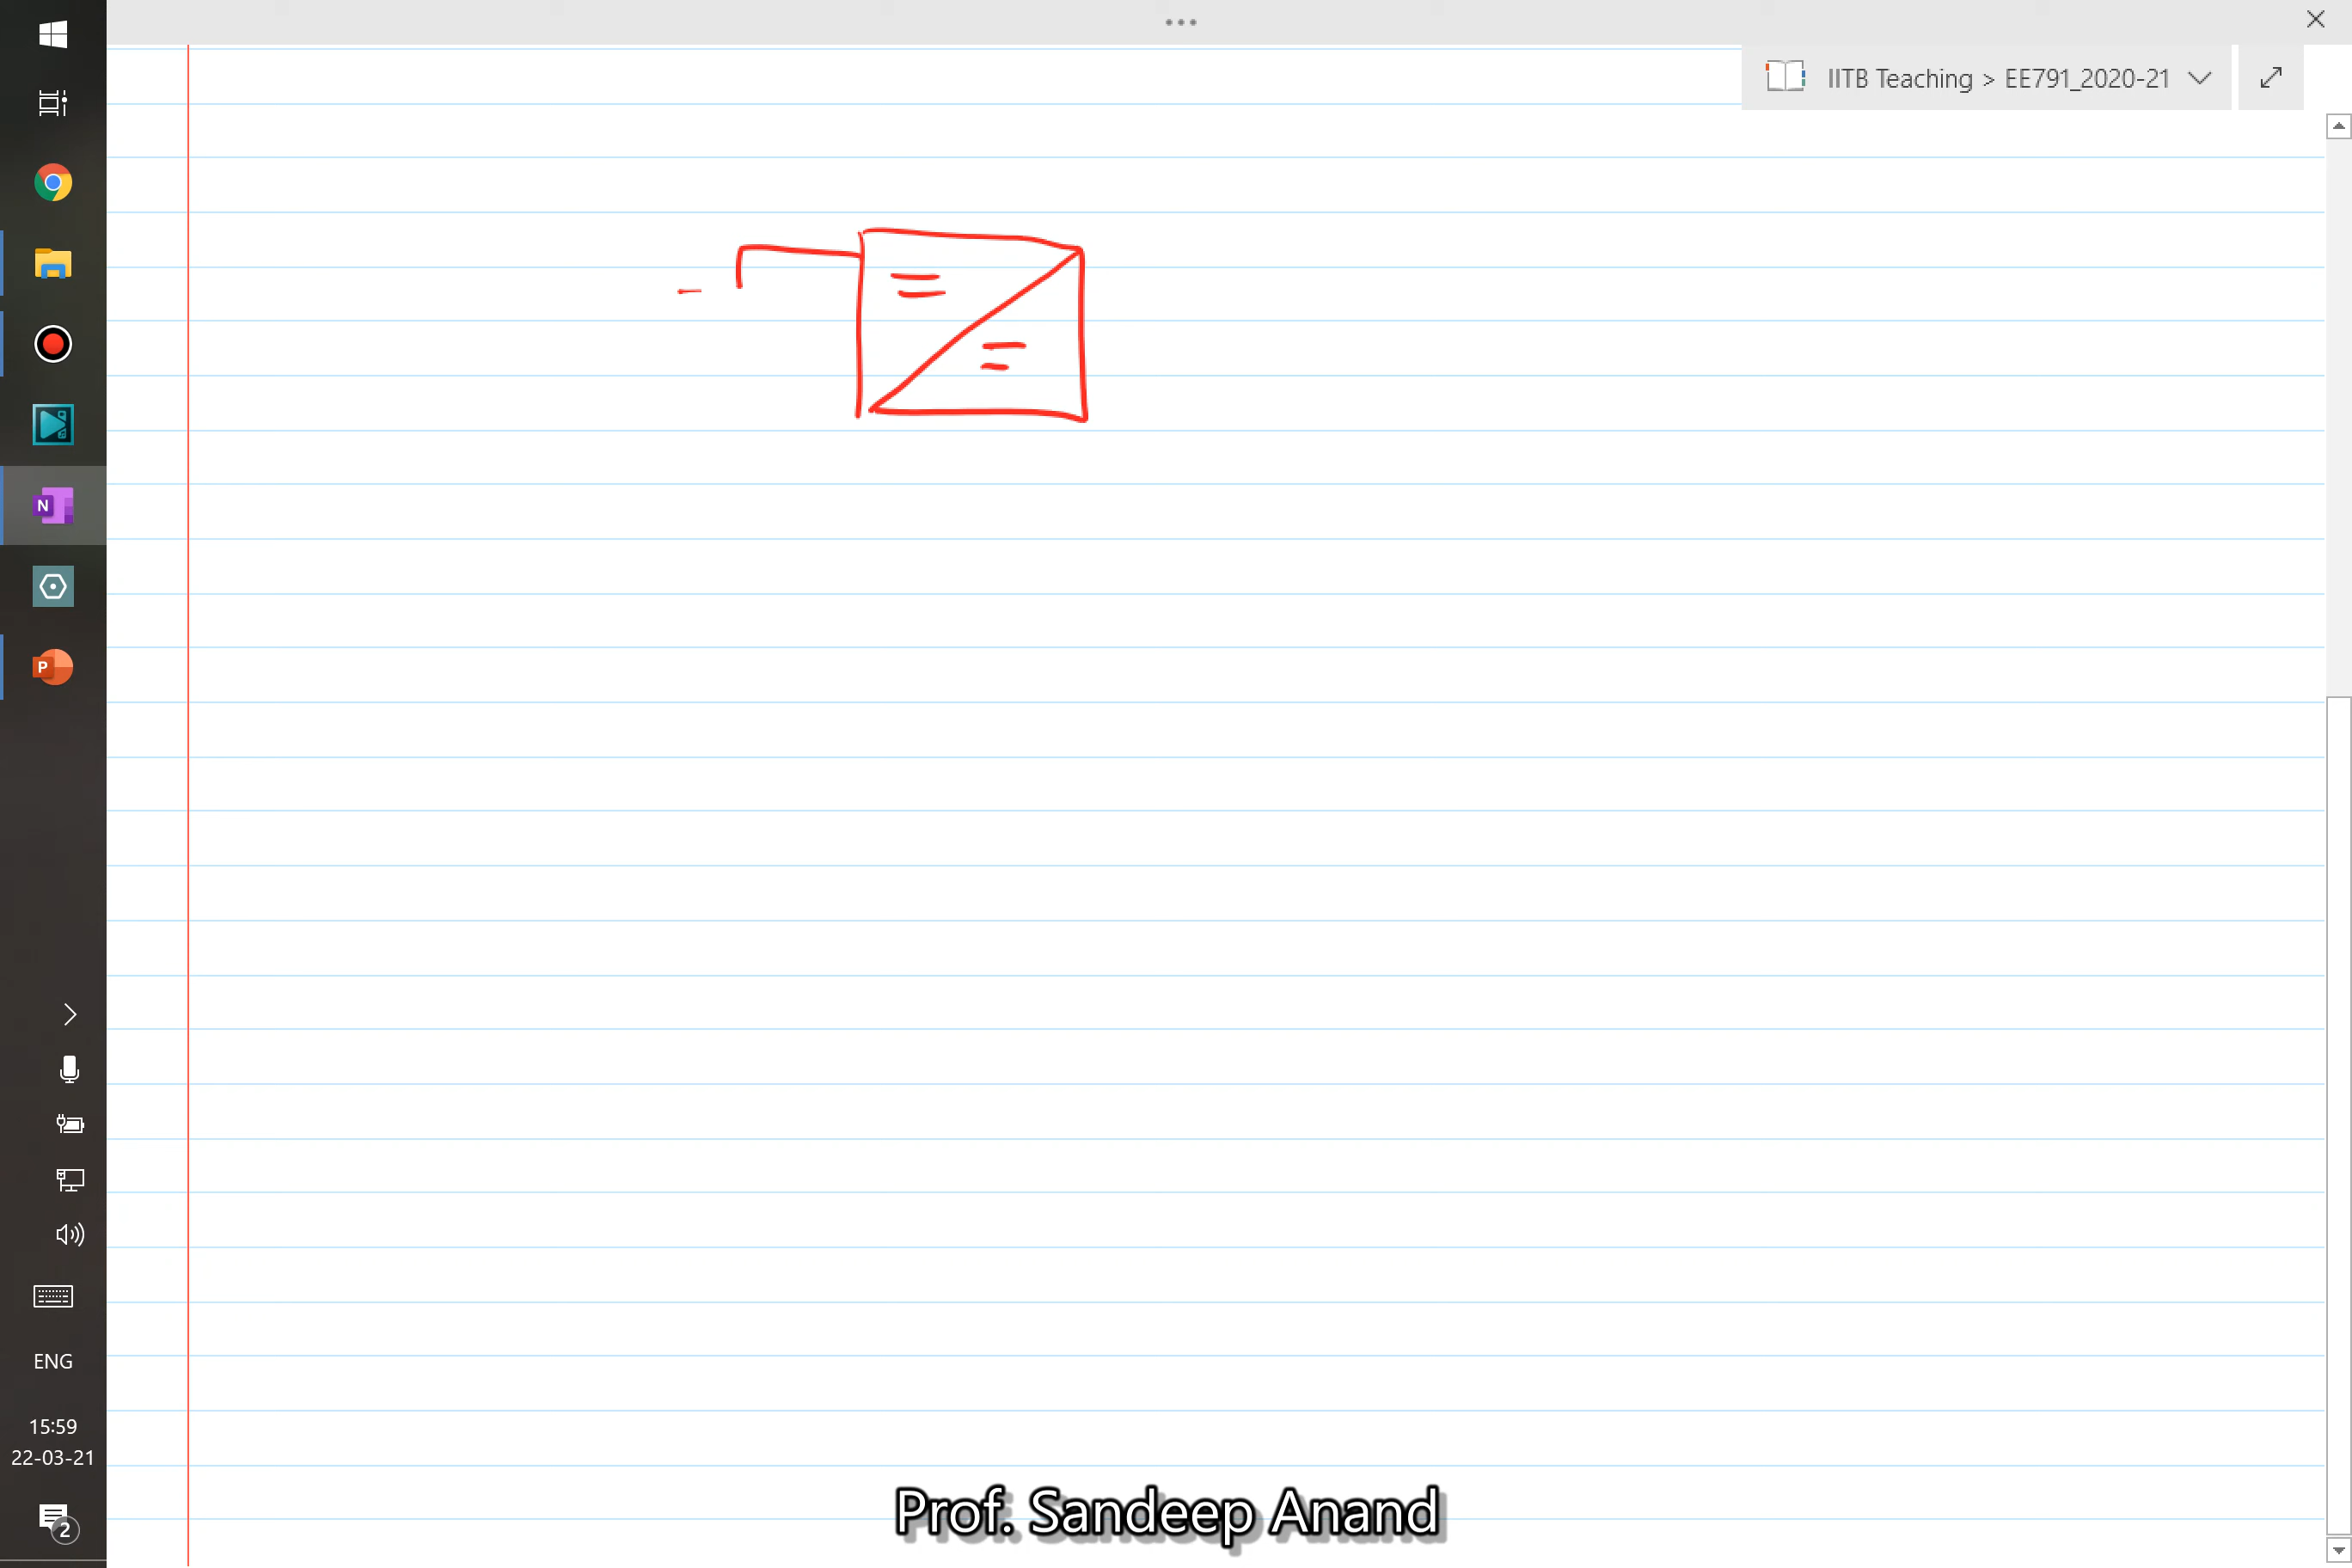 IITB Teaching > EE791_2020-21
N
P
ENG
15:59
22-03-21
2
Prof. Sandeep Anand